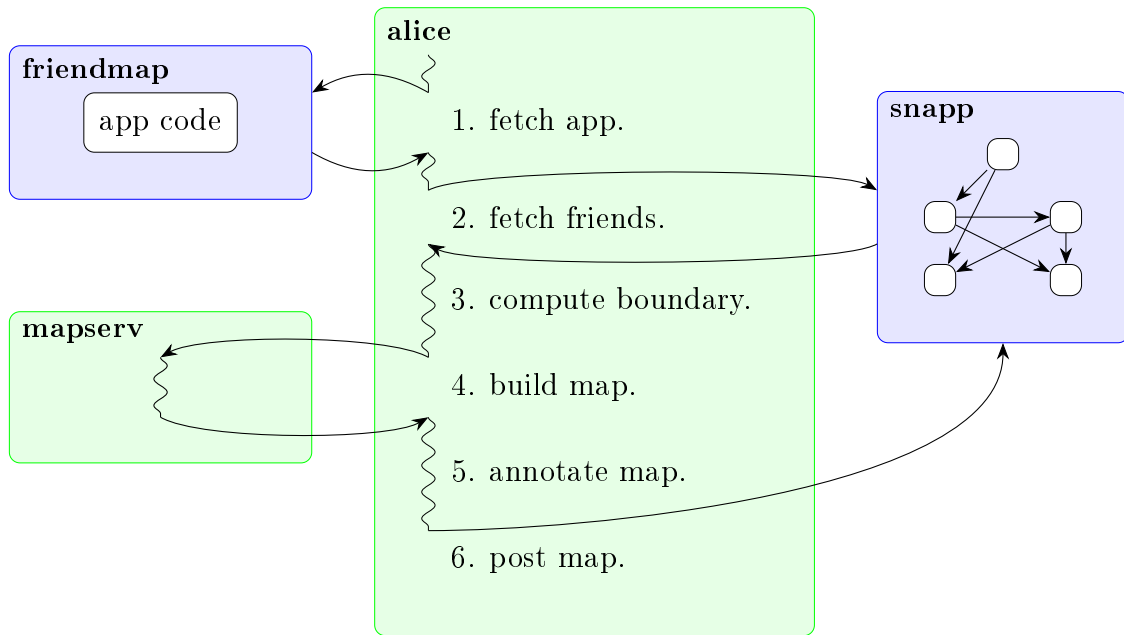 alice
friendmap
app code
snapp
1. fetch app.
2. fetch friends.
3. compute boundary.
mapserv
4. build map.
5. annotate map.
6. post map.